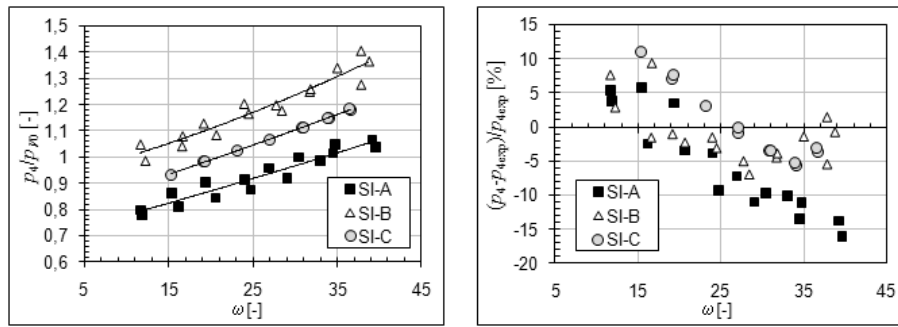 1,5
1,4
1,3
1,2
1,1
1
0,9
0,8
0,7
0,6
p4/pP0 [-]
SI-A
SI-B
SI-C
5 15 25 35 45
ω [-]
15
10
5
0
-5
-10
-15
-20
(p4-p4exp)/p4exp [%]
SI-A
SI-B
SI-C
5 15 25 35 45
ω [-]